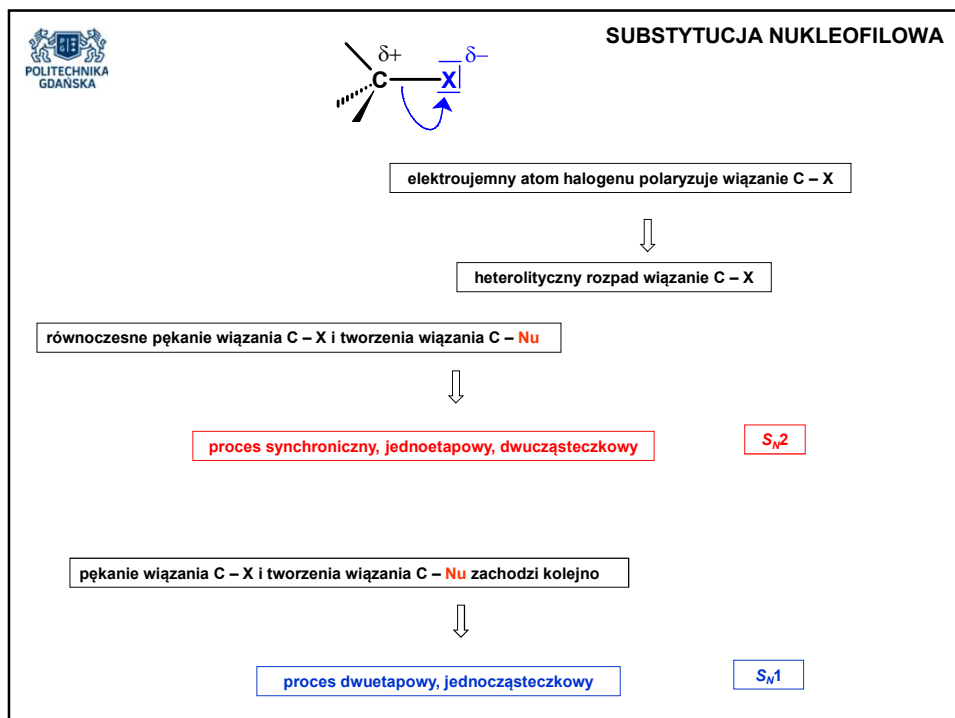 POLITECHNIKA
GDAŃSKA
SUBSTYTUCJA NUKLEOFILOWA
δ+
δ–
C
X
elektroujemny atom halogenu polaryzuje wiązanie C – X
heterolityczny rozpad wiązanie C – X
równoczesne pękanie wiązania C – X i tworzenia wiązania C – Nu
proces synchroniczny, jednoetapowy, dwucząsteczkowy
SN2
pękanie wiązania C – X i tworzenia wiązania C – Nu zachodzi kolejno
proces dwuetapowy, jednocząsteczkowy
SN1